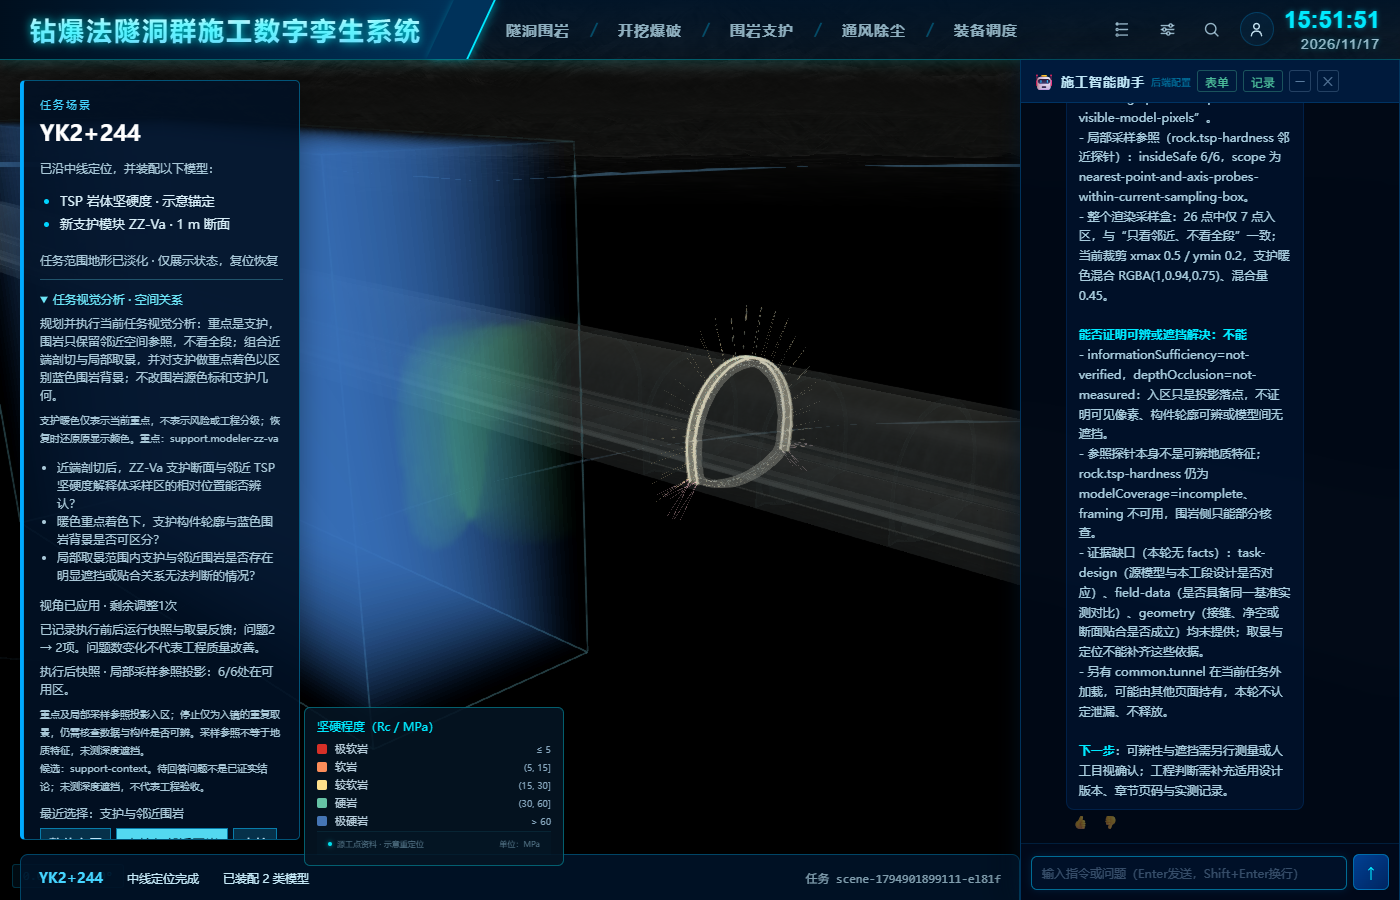 钻爆法隧洞群施工数字孪生系统
隧洞围岩 / 开挖爆破 / 围岩支护 / 通风除尘 / 装备调度
15:51:51
2026/11/17
任务场景
YK2+244
已沿中线定位，并装配以下模型：
• TSP 岩体坚硬度 · 示意锚定
• 新支护模块 ZZ-Va · 1 m 断面
任务范围地形已淡化 · 仅展示状态，复位恢复
▼ 任务视觉分析 · 空间关系
规划并执行当前任务视觉分析：重点是支护，
围岩只保留邻近空间参照，不看全段；组合近
端剖切与局部取景，并对支护做重点着色以区
别蓝色围岩背景；不改围岩源色标和支护几
何。
支护暖色仅表示当前重点，不表示风险或工程分级；恢
复时还原原显示颜色。重点：support.modeler-zz-va
• 近端剖切后，ZZ-Va 支护断面与邻近 TSP
坚硬度解释体采样区的相对位置能否辨
认？
• 暖色重点着色下，支护构件轮廓与蓝色围
岩背景是否可区分？
• 局部取景范围内支护与邻近围岩是否存在
明显遮挡或贴合关系无法判断的情况？
视角已应用 · 剩余调整1次
已记录执行前后运行快照与取景反馈；问题2
→ 2项。问题数变化不代表工程质量改善。
执行后快照 · 局部采样参照投影：6/6处在可
用区。
重点及局部采样参照投影入区；停止仅为入镜的重复取
景，仍需核查数据与构件是否可辨。采样参照不等于地
质特征，未测深度遮挡。
候选：support-context。待回答问题不是已证实结
论；未测深度遮挡，不代表工程验收。
最近选择：支护与邻近围岩
坚硬程度（Rc / MPa）
极软岩 ≤ 5
软岩 (5, 15]
较软岩 (15, 30]
硬岩 (30, 60]
极硬岩 > 60
源工点资料 · 示意重定位 单位：MPa
YK2+244 中线定位完成 已装配 2 类模型 任务 scene-1794901899111-el81f
施工智能助手 后端配置 表单 记录
visible-model-pixels”。
- 局部采样参照（rock.tsp-hardness 邻
近探针）：insideSafe 6/6，scope 为
nearest-point-and-axis-probes-
within-current-sampling-box。
- 整个渲染采样盒：26 点中仅 7 点入
区，与“只看邻近、不看全段”一致；
当前裁剪 xmax 0.5 / ymin 0.2，支护暖
色混合 RGBA(1,0.94,0.75)、混合量
0.45。
能否证明可辨或遮挡解决：不能
- informationSufficiency=not-
verified，depthOcclusion=not-
measured：入区只是投影落点，不证
明可见像素、构件轮廓可辨或模型间无
遮挡。
- 参照探针本身不是可辨地质特征；
rock.tsp-hardness 仍为
modelCoverage=incomplete、
framing 不可用，围岩侧只能部分核
查。
- 证据缺口（本轮无 facts）：task-
design（源模型与本工段设计是否对
应）、field-data（是否具备同一基准实
测对比）、geometry（接缝、净空或
断面贴合是否成立）均未提供；取景与
定位不能补齐这些依据。
- 另有 common.tunnel 在当前任务外
加载，可能由其他页面持有，本轮不认
定泄漏、不释放。
下一步：可辨性与遮挡需另行测量或人
工目视确认；工程判断需补充适用设计
版本、章节页码与实测记录。
输入指令或问题（Enter发送，Shift+Enter换行）